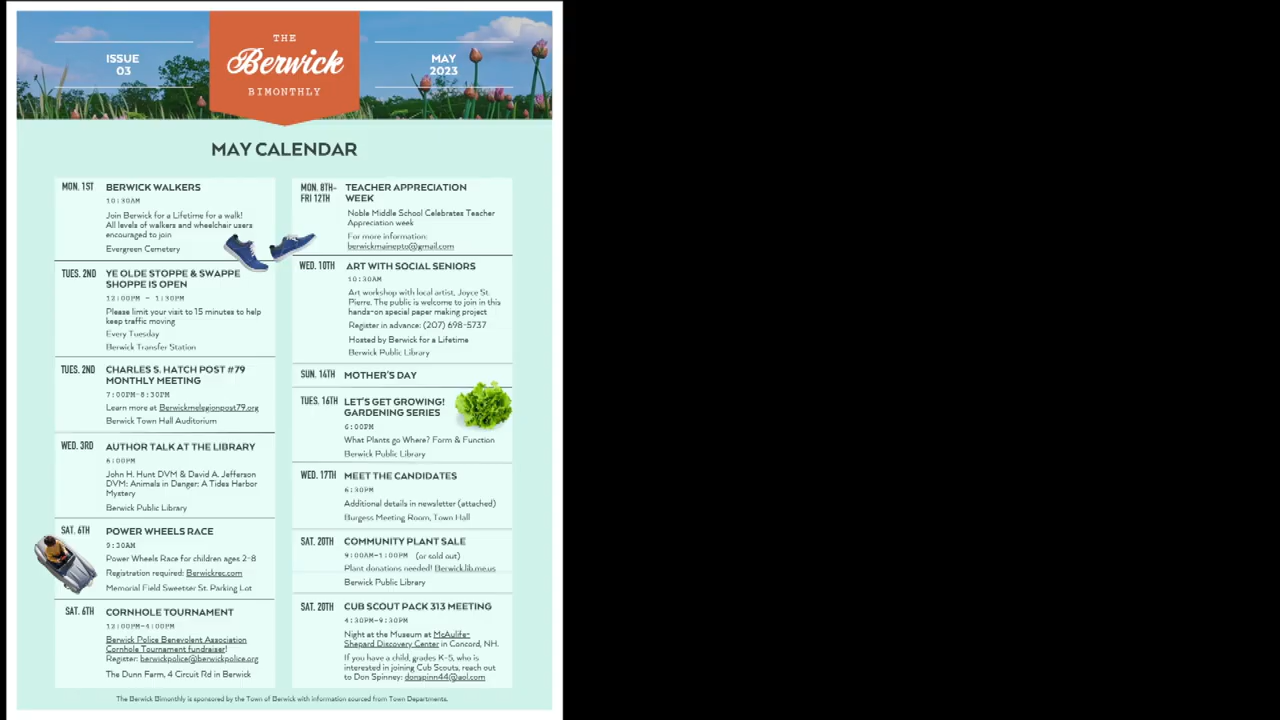 THE
Berwick
BIMONTHLY
ISSUE
03
MAY
2023
MAY CALENDAR
MON. 1ST
BERWICK WALKERS
10:30AM
Join Berwick for a Lifetime for a walk!
All levels of walkers and wheelchair users
encouraged to join
Evergreen Cemetery
TUES. 2ND
YE OLDE STOPPE & SWAPPE
SHOPPE IS OPEN
12:00PM - 1:30PM
Please limit your visit to 15 minutes to help
keep traffic moving
Every Tuesday
Berwick Transfer Station
TUES. 2ND
CHARLES S. HATCH POST #79
MONTHLY MEETING
7:00PM-8:30PM
Learn more at Berwickmelegionpost79.org
Berwick Town Hall Auditorium
WED. 3RD
AUTHOR TALK AT THE LIBRARY
6:00PM
John H. Hunt DVM & David A. Jefferson
DVM: Animals in Danger: A Tides Harbor
Mystery
Berwick Public Library
SAT. 6TH
POWER WHEELS RACE
9:30AM
Power Wheels Race for children ages 2-8
Registration required: Berwickrec.com
Memorial Field Sweetser St. Parking Lot
SAT. 6TH
CORNHOLE TOURNAMENT
12:00PM-4:00PM
Berwick Police Benevolent Association
Cornhole Tournament fundraiser!
Register: berwickpolice@berwickpolice.org
The Dunn Farm, 4 Circuit Rd in Berwick
MON. 8TH-
FRI 12TH
TEACHER APPRECIATION
WEEK
Noble Middle School Celebrates Teacher
Appreciation week
For more information:
berwickmainepto@gmail.com
WED. 10TH
ART WITH SOCIAL SENIORS
10:30AM
Art workshop with local artist, Joyce St.
Pierre. The public is welcome to join in this
hands-on special paper making project
Register in advance: (207) 698-5737
Hosted by Berwick for a Lifetime
Berwick Public Library
SUN. 14TH
MOTHER'S DAY
TUES. 16TH
LET'S GET GROWING!
GARDENING SERIES
6:00PM
What Plants go Where? Form & Function
Berwick Public Library
WED. 17TH
MEET THE CANDIDATES
6:30PM
Additional details in newsletter (attached)
Burgess Meeting Room, Town Hall
SAT. 20TH
COMMUNITY PLANT SALE
9:00AM-1:00PM (or sold out)
Plant donations needed! Berwick.lib.me.us
Berwick Public Library
SAT. 20TH
CUB SCOUT PACK 313 MEETING
4:30PM-9:30PM
Night at the Museum at McAulife-
Shepard Discovery Center in Concord, NH.
If you have a child, grades K-5, who is
interested in joining Cub Scouts, reach out
to Don Spinney: donspinn44@aol.com
The Berwick Bimonthly is sponsored by the Town of Berwick with information sourced from Town Departments.